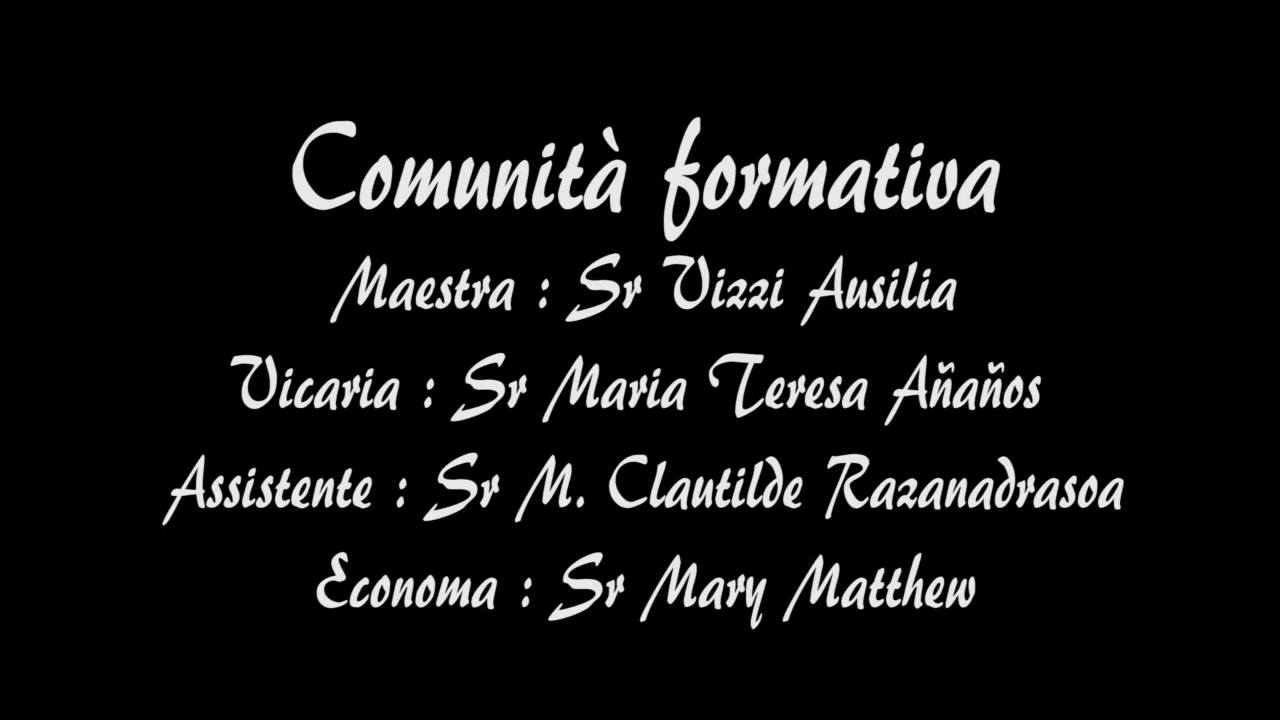 Comunità formativa
Maestra : Sr Vizzi Ausilia
Vicaria : Sr Maria Teresa Añaños
Assistente : Sr M. Clautilde Razanadrasoa
Economa : Sr Mary Matthew